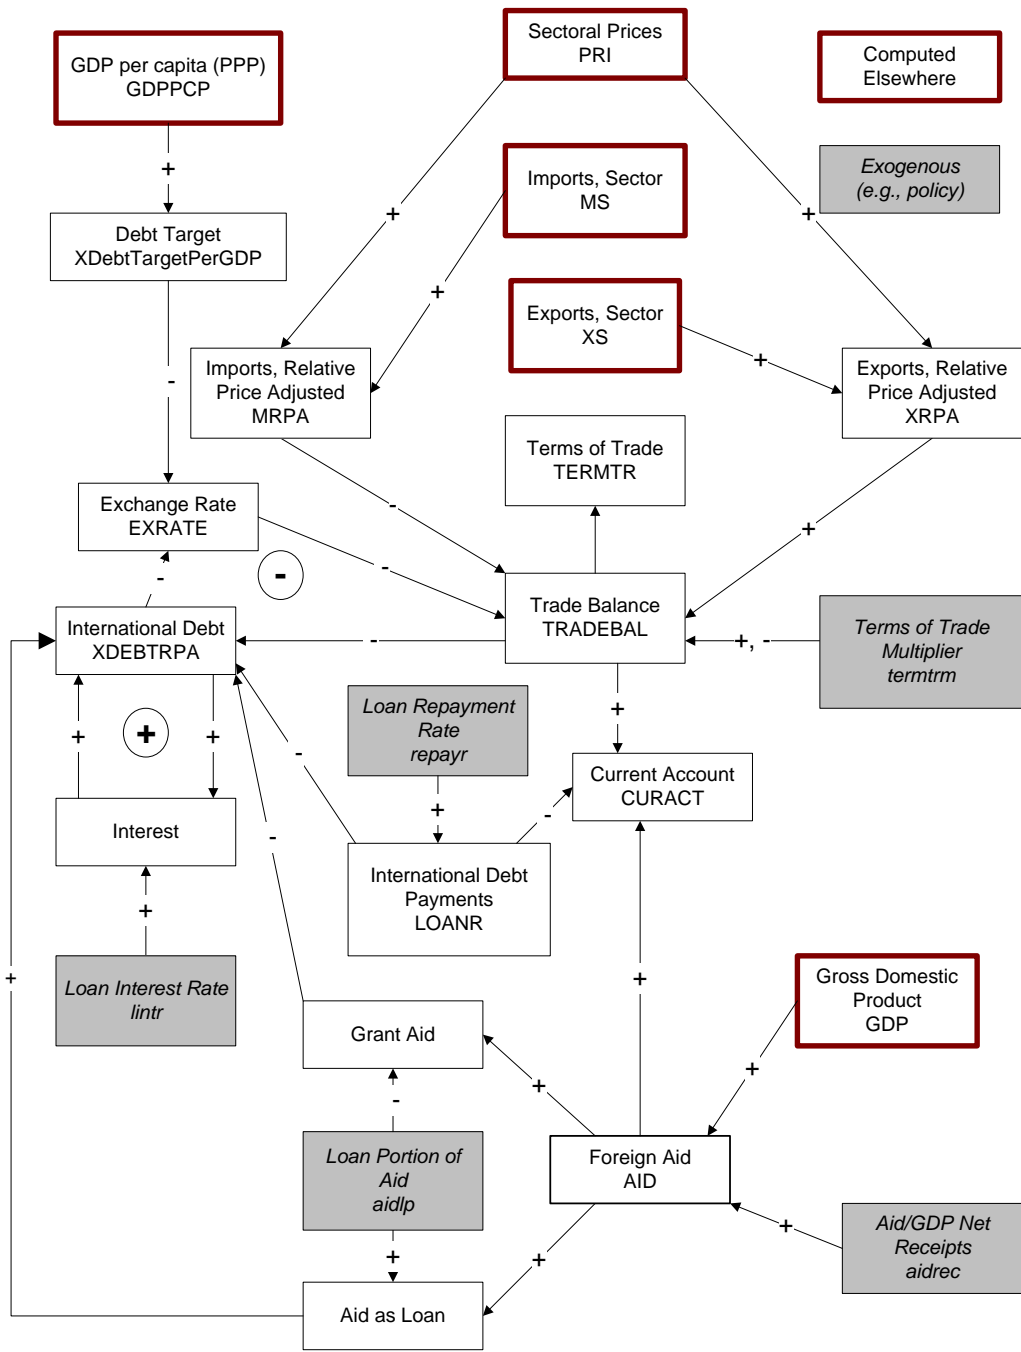 Sectoral Prices
PRI
GDP per capita (PPP)
GDPPCP
Computed
Elsewhere
+
Imports, Sector
MS
Exogenous
(e.g., policy)
+
+
Debt Target
XDebtTargetPerGDP
+
Exports, Sector
XS
+
-
Imports, Relative
Price Adjusted
MRPA
Exports, Relative
Price Adjusted
XRPA
Terms of Trade
TERMTR
-
Exchange Rate
EXRATE
+
-
-
-
International Debt
XDEBTRPA
Trade Balance
TRADEBAL
-
+, -
Terms of Trade
Multiplier
termtrm
Loan Repayment
Rate
repayr
+
+
+
+
-
Current Account
CURACT
+
-
Interest
-
International Debt
Payments
LOANR
+
Loan Interest Rate
lintr
+
+
Gross Domestic
Product
GDP
Grant Aid
+
+
-
Loan Portion of
Aid
aidlp
Foreign Aid
AID
Aid/GDP Net
Receipts
aidrec
+
+
+
Aid as Loan